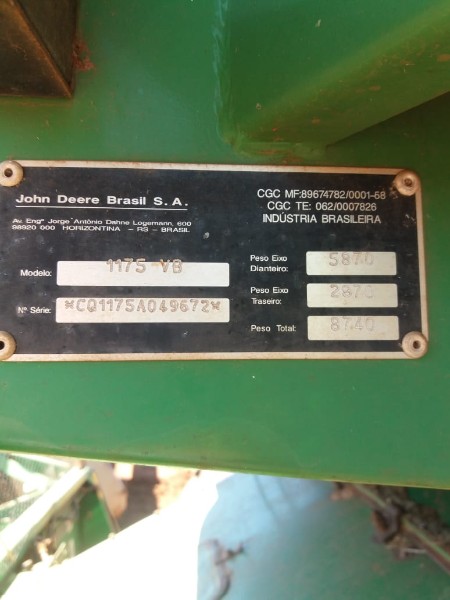 John Deere Brasil S. A.
Av. Engº Jorge Antônio Dahne Logemann, 600
98920 000 HORIZONTINA - RS - BRASIL
CGC MF:89674782/0001-68
CGC TE: 062/0007826
INDÚSTRIA BRASILEIRA
Modelo: 1175 VB
Nº Série: *CQ1175A049672*
Peso Eixo
Dianteiro: 5870
Peso Eixo
Traseiro: 2870
Peso Total: 8740